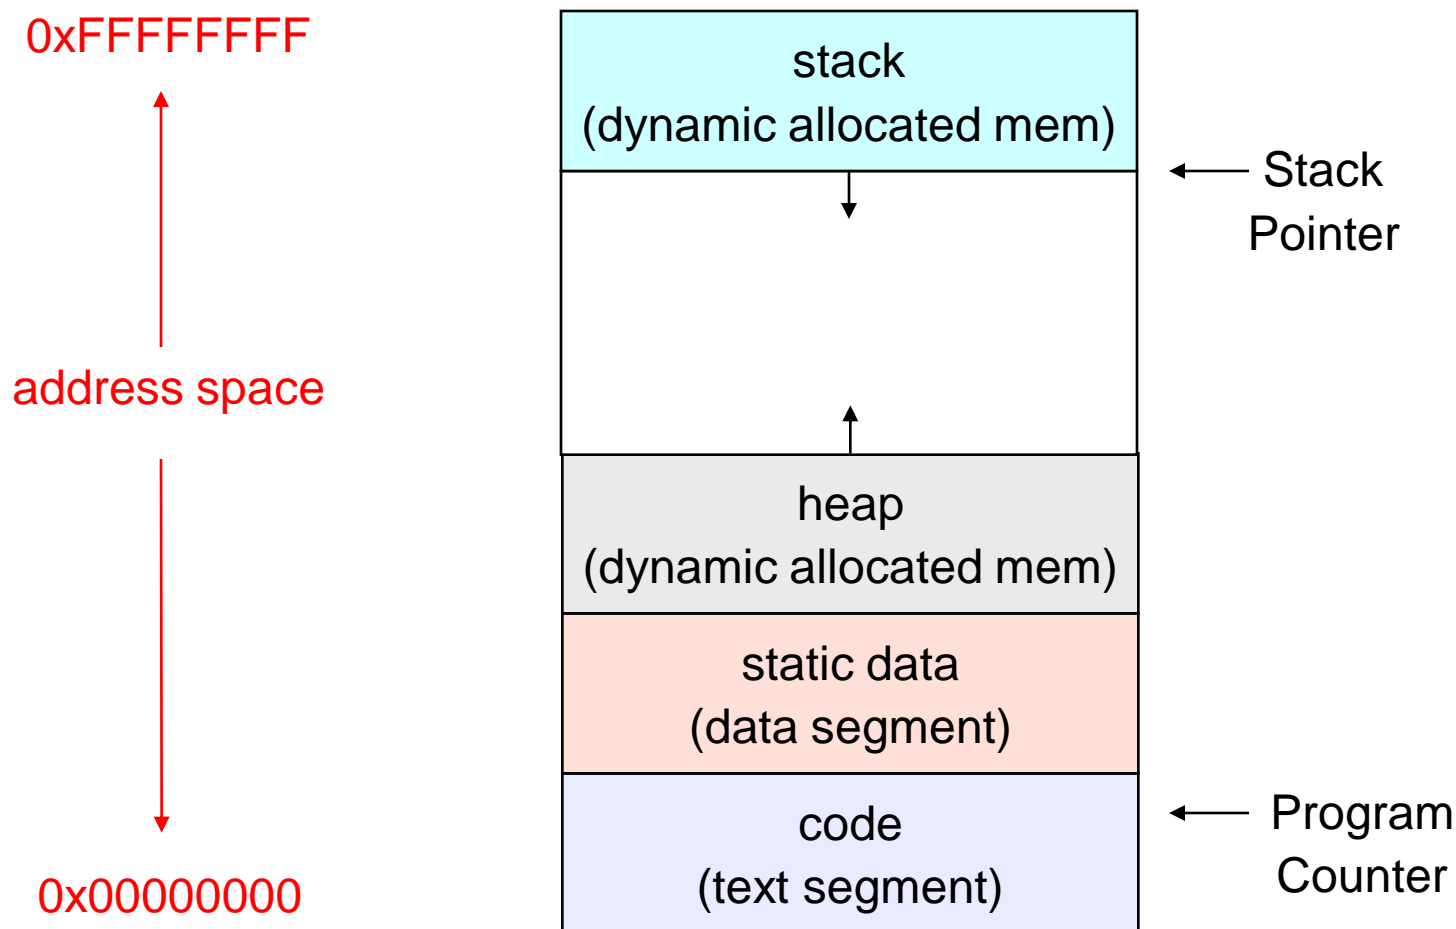 0xFFFFFFFF
stack
(dynamic allocated mem)
Stack
Pointer
address space
heap
(dynamic allocated mem)
static data
(data segment)
code
(text segment)
Program
Counter
0x00000000